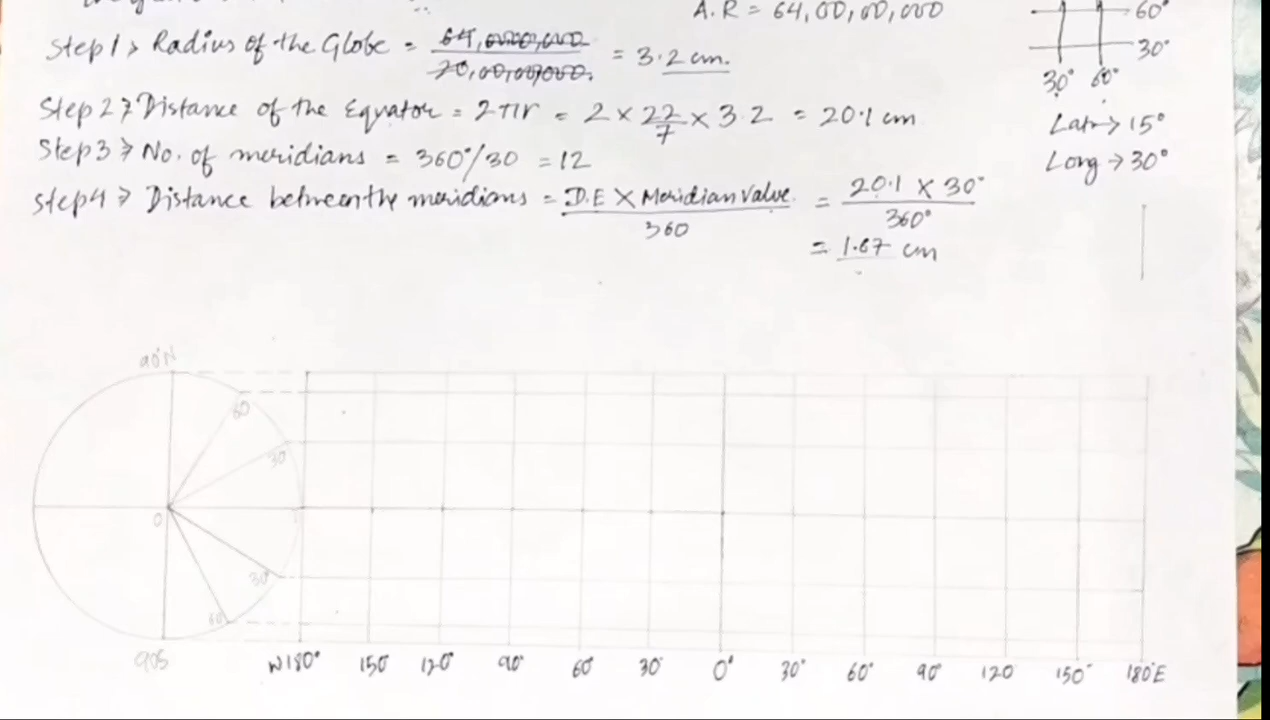 A.R = 64,00,00,000
Step 1 > Radius of the Globe = 64,0000,000 / 20,00,00,000. = 3.2 cm.
Step 2 > Distance of the Equator = 2πr = 2 × 22/7 × 3.2 = 20.1 cm
Step 3 > No. of meridians = 360°/30 = 12
Step 4 > Distance between the meridians = D.E × Meridian Value / 360 = 20.1 × 30° / 360°
= 1.67 cm
60°
30°
30° 60°
Lat → 15°
Long → 30°
90°N
60
30
0
30
60
90S
W180° 150 120° 90° 60 30 0° 30° 60° 90° 120 150° 180°E